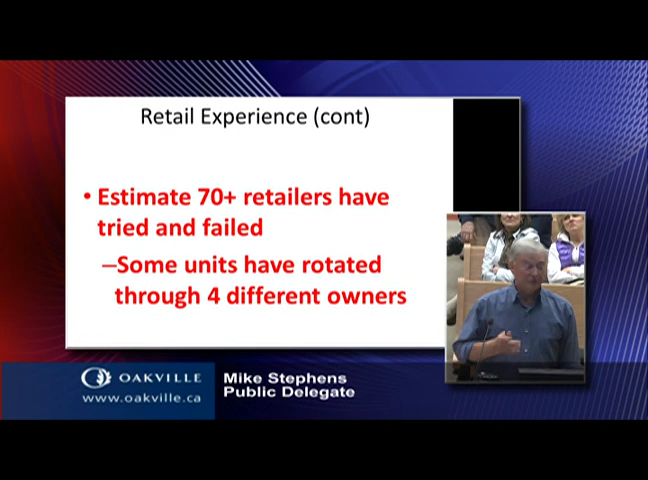 Retail Experience (cont)
• Estimate 70+ retailers have
tried and failed
–Some units have rotated
through 4 different owners
OAKVILLE
www.oakville.ca
Mike Stephens
Public Delegate